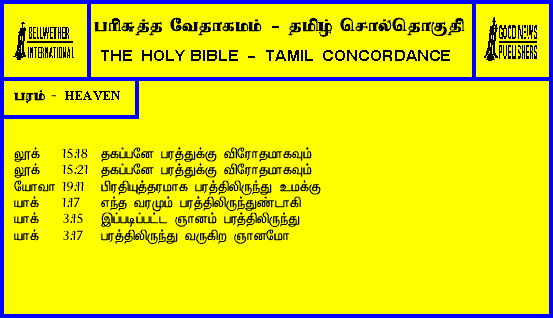 BELLWETHER
INTERNATIONAL
பரிசுத்த வேதாகமம் - தமிழ் சொல்தொகுதி
THE HOLY BIBLE - TAMIL CONCORDANCE
GOOD NEWS
PUBLISHERS
பரம் - HEAVEN
லூக் 15:18 தகப்பனே பரத்துக்கு விரோதமாகவும்
லூக் 15:21 தகப்பனே பரத்துக்கு விரோதமாகவும்
யோவா 19:11 பிரதியுத்தரமாக பரத்திலிருந்து உமக்கு
யாக் 1:17 எந்த வரமும் பரத்திலிருந்துண்டாகி
யாக் 3:15 இப்படிப்பட்ட ஞானம் பரத்திலிருந்து
யாக் 3:17 பரத்திலிருந்து வருகிற ஞானமோ